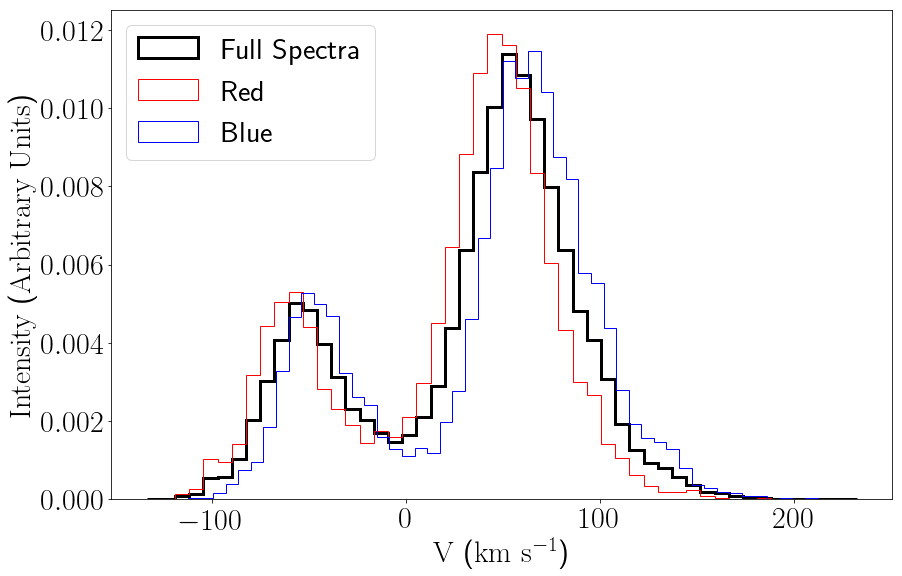 Full Spectra
Red
Blue
0.012
0.010
0.008
0.006
0.004
0.002
0.000
Intensity (Arbitrary Units)
−100
0
100
200
V (km s⁻¹)